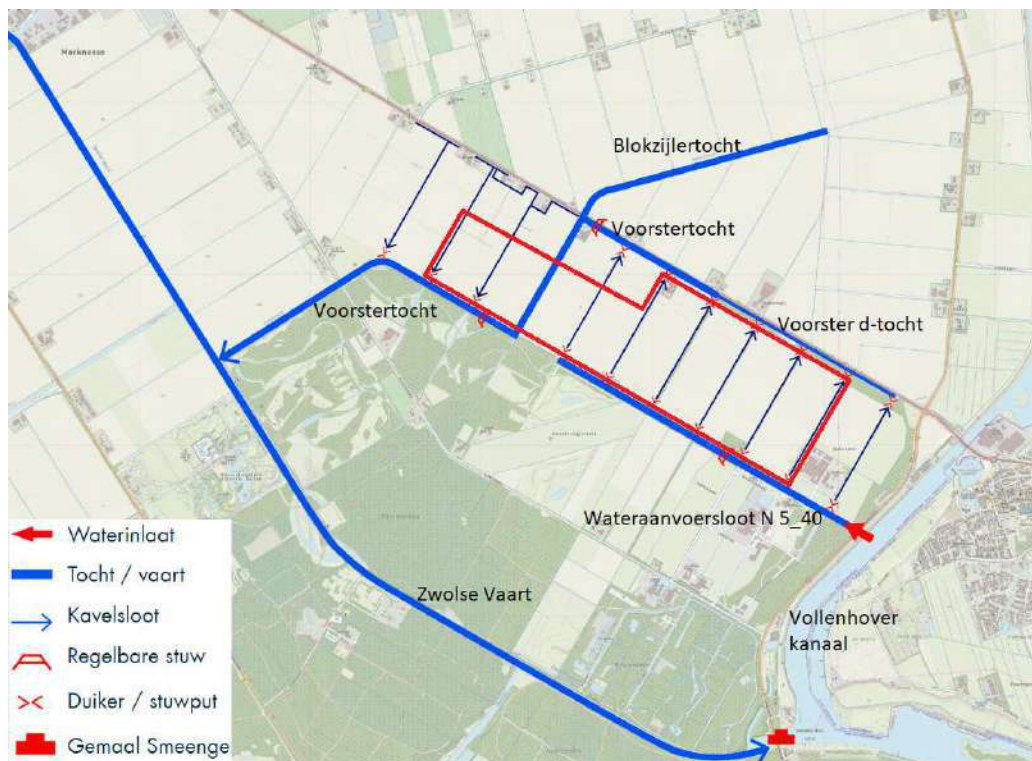 Marknesse
Blokzijlertocht
Voorstertocht
Voorstertocht
Voorster d-tocht
Wateraanvoersloot N 5_40
Zwolse Vaart
Vollenhover
kanaal
Waterinlaat
Tocht / vaart
Kavelsloot
Regelbare stuw
Duiker / stuwput
Gemaal Smeenge